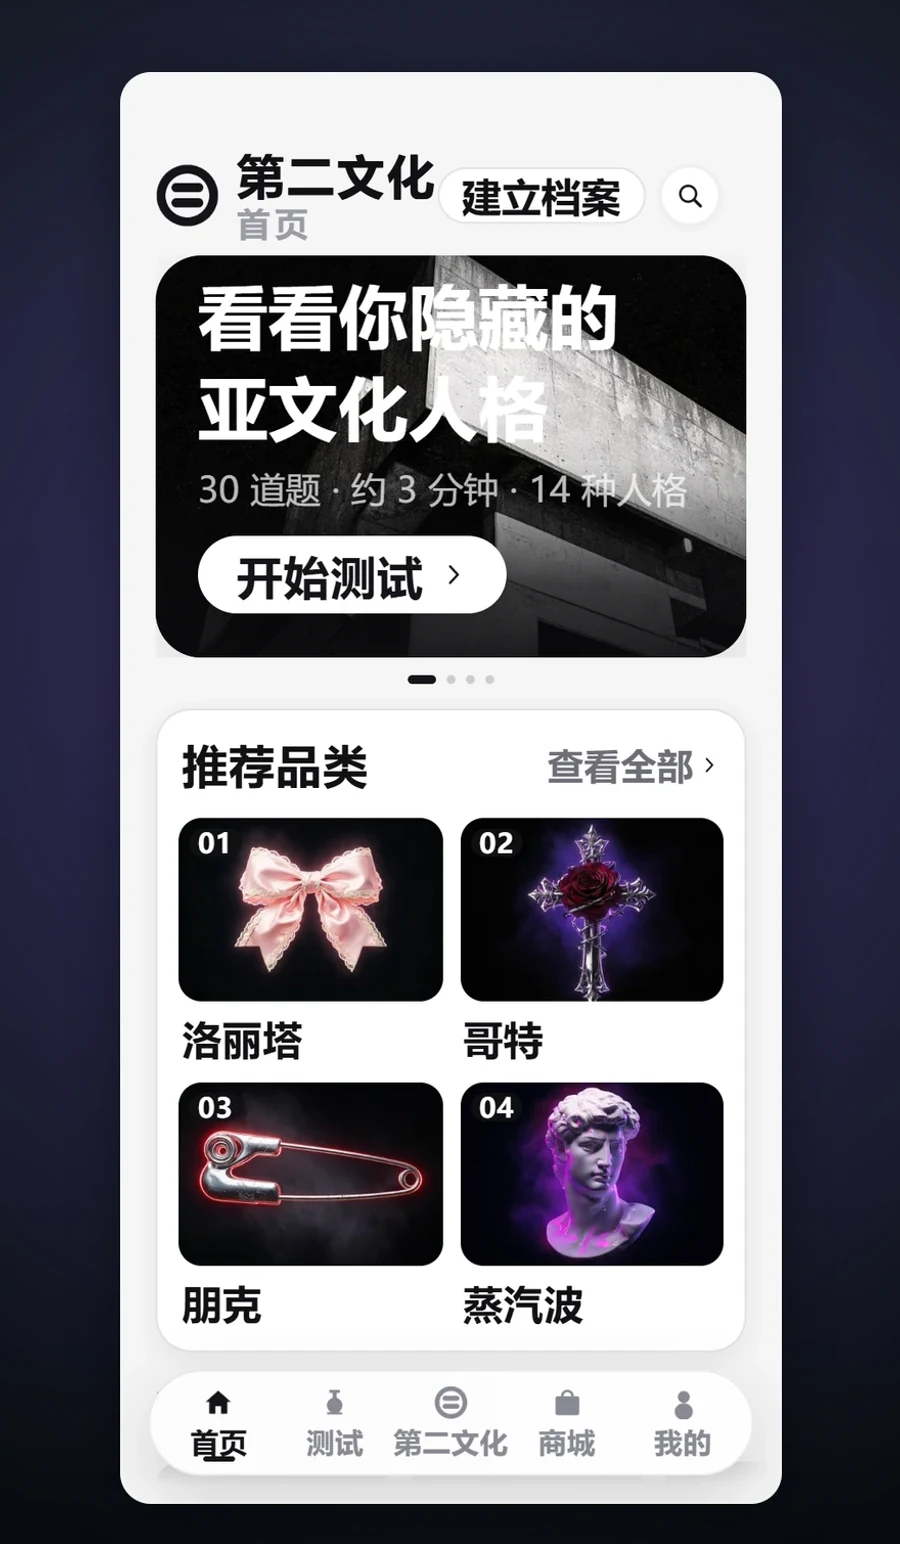 第二文化
首页
建立档案
看看你隐藏的
亚文化人格
30 道题 · 约 3 分钟 · 14 种人格
开始测试 ›
推荐品类
查看全部 ›
01
02
洛丽塔
哥特
03
04
朋克
蒸汽波
首页
测试
第二文化
商城
我的